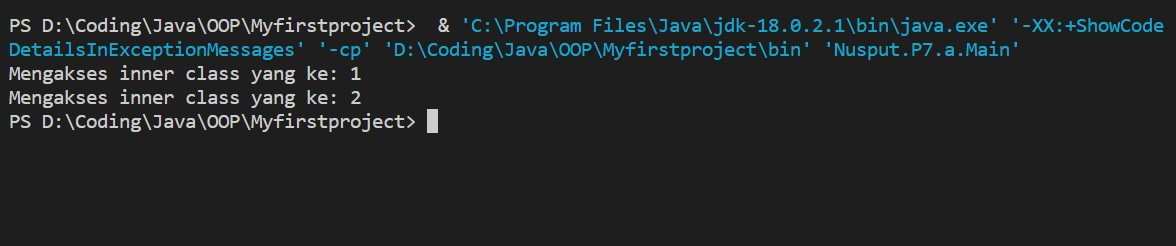 PS D:\Coding\Java\OOP\Myfirstproject>  & 'C:\Program Files\Java\jdk-18.0.2.1\bin\java.exe' '-XX:+ShowCode
DetailsInExceptionMessages' '-cp' 'D:\Coding\Java\OOP\Myfirstproject\bin' 'Nusput.P7.a.Main'
Mengakses inner class yang ke: 1
Mengakses inner class yang ke: 2
PS D:\Coding\Java\OOP\Myfirstproject>